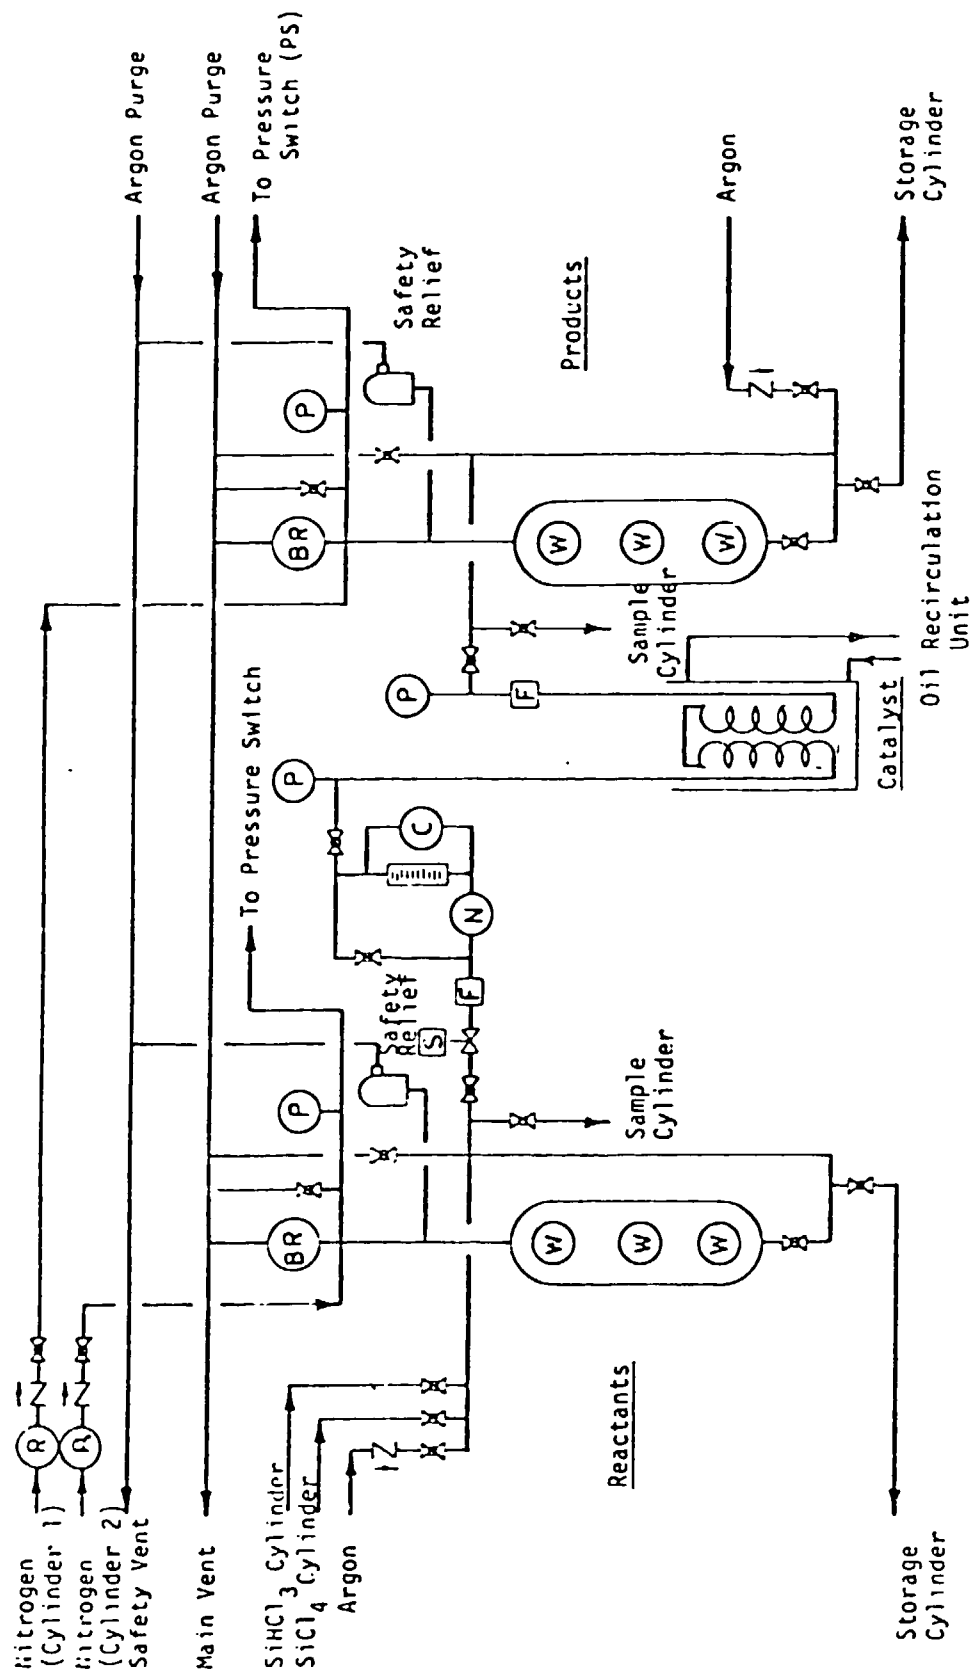 Nitrogen
(Cylinder 1)
Nitrogen
(Cylinder 2)
Safety Vent
Main Vent
SiHCl3 Cylinder
SiCl4 Cylinder
Argon
Reactants
Storage
Cylinder
R
R
BR
P
W
W
W
To Pressure Switch
Safety
Relief
S
F
Sample
Cylinder
N
C
P
P
F
Catalyst
Oil Recirculation
Unit
Sample
Cylinder
BR
P
W
W
W
Safety
Relief
Products
Argon Purge
Argon Purge
To Pressure
Switch (PS)
Argon
Storage
Cylinder